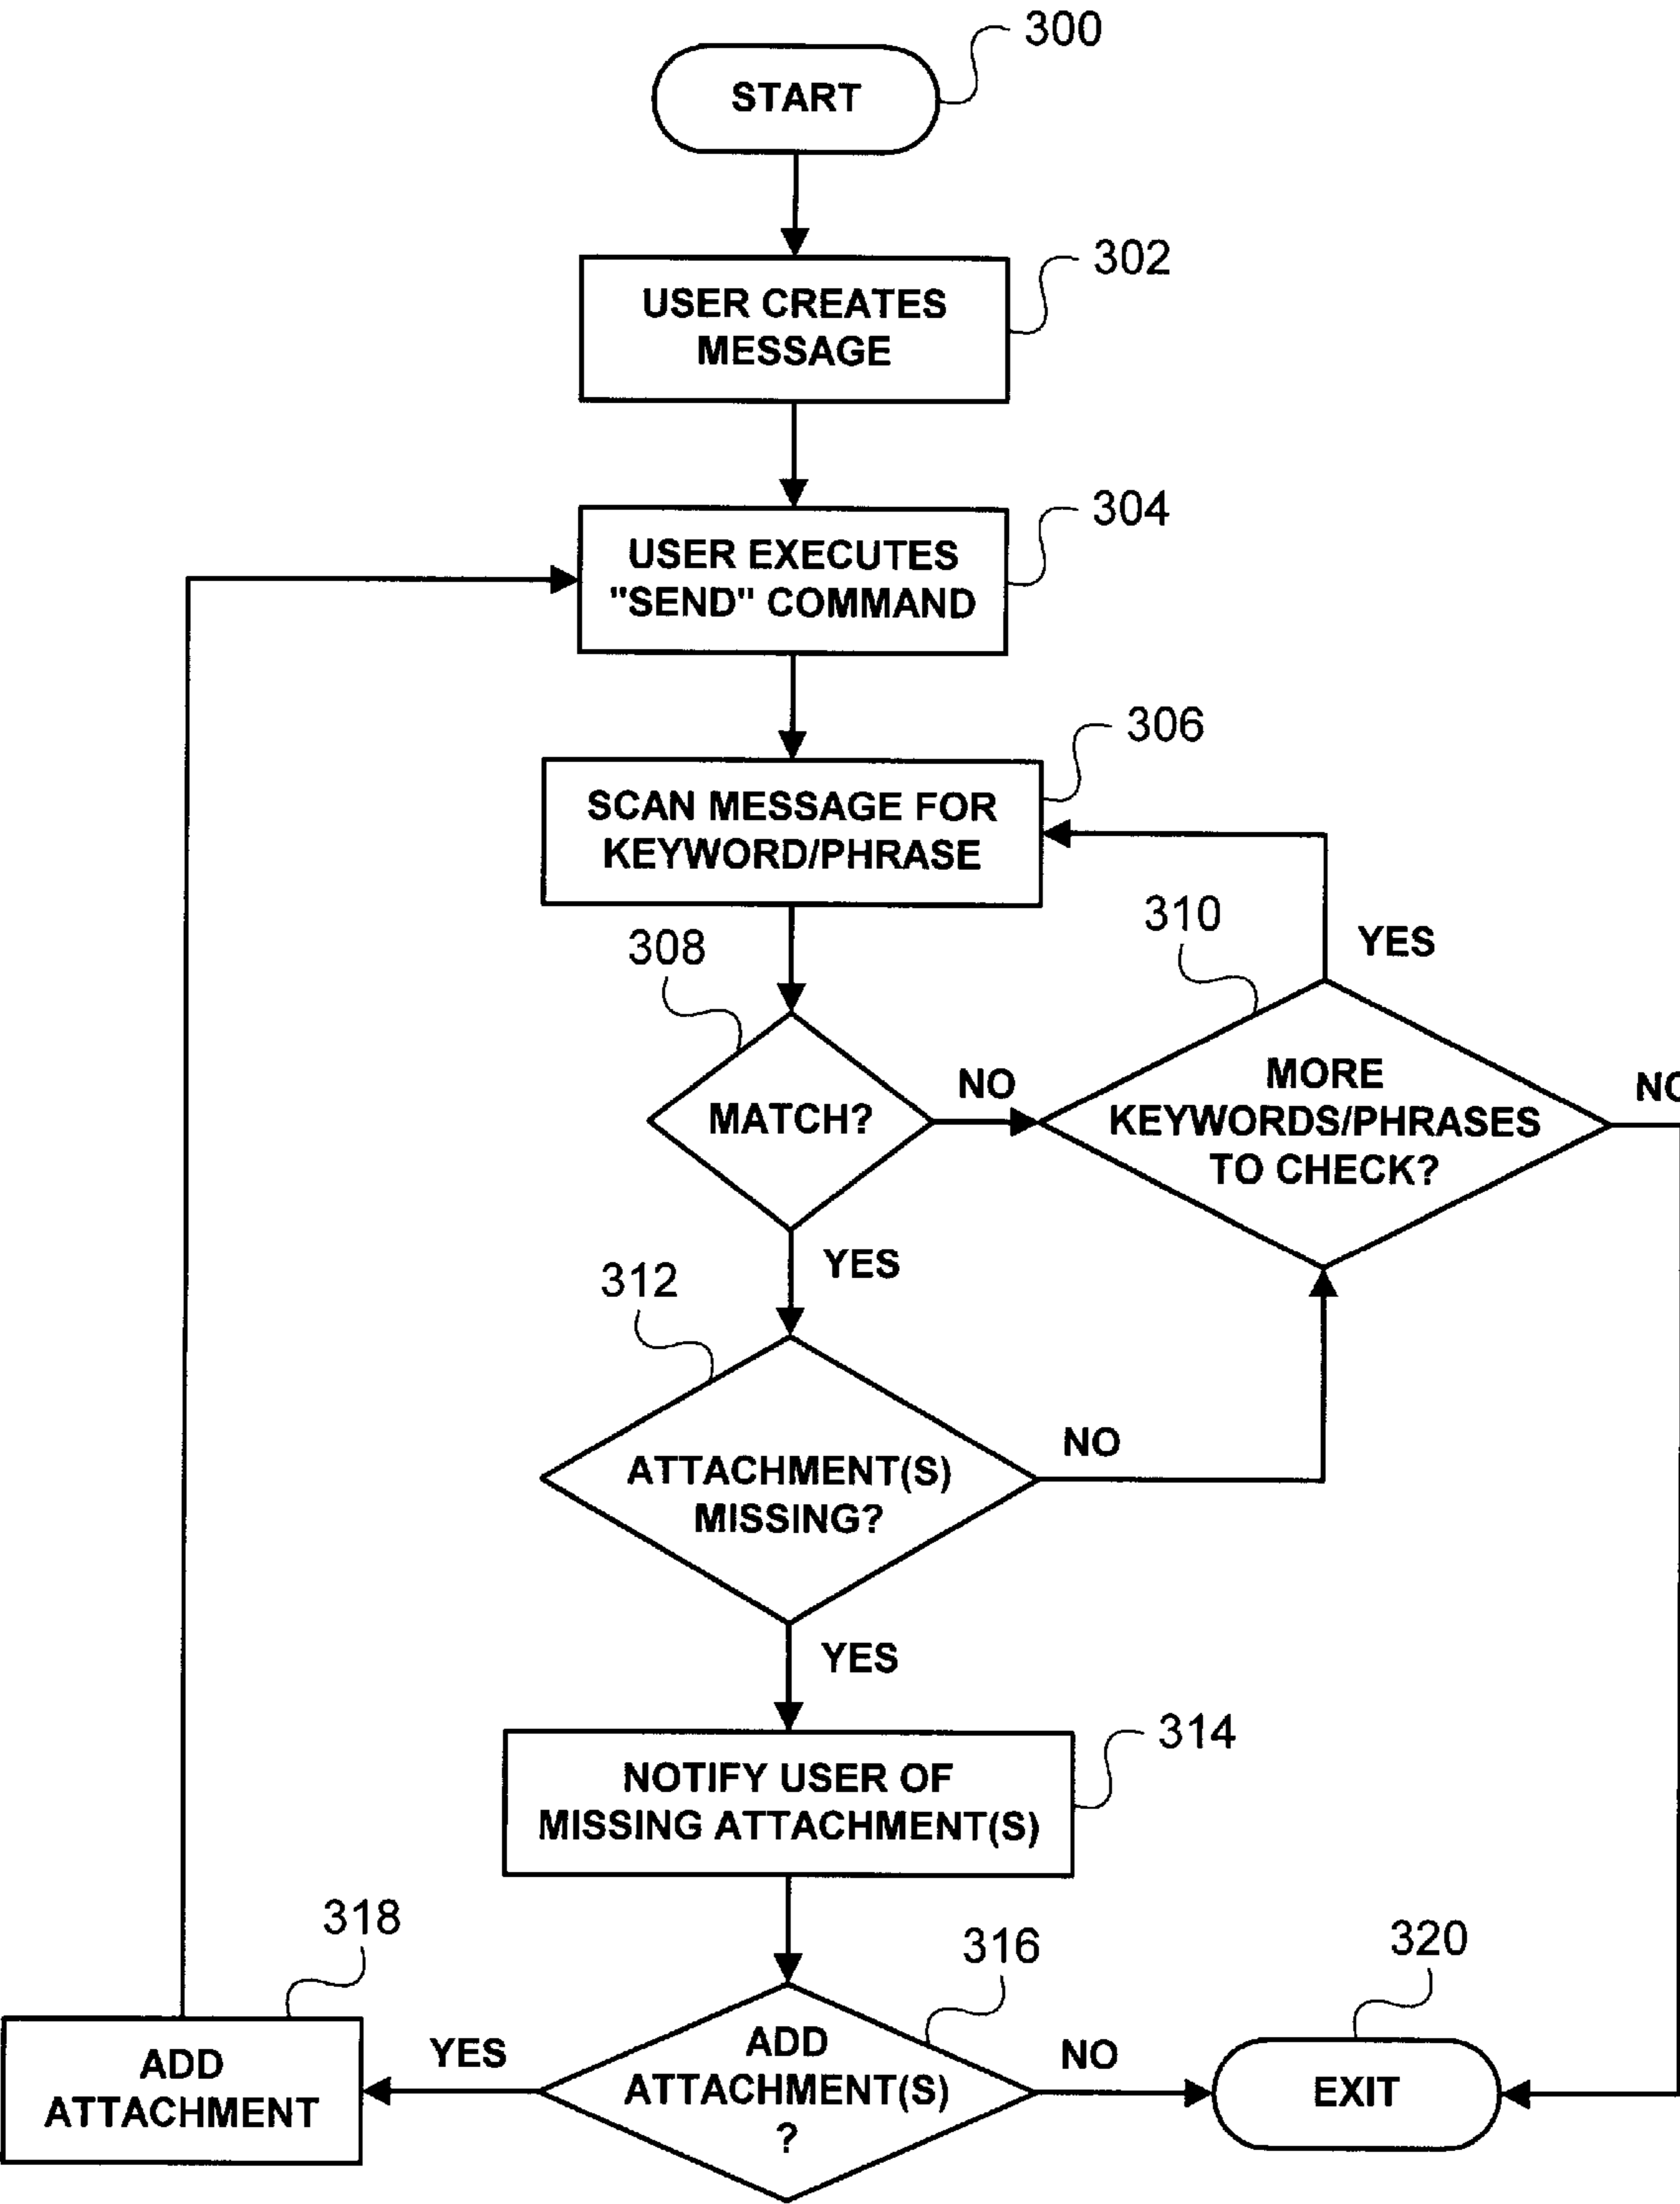 300
START
302
USER CREATES
MESSAGE
304
USER EXECUTES
"SEND" COMMAND
306
SCAN MESSAGE FOR
KEYWORD/PHRASE
310
YES
308
MATCH?
NO
MORE
KEYWORDS/PHRASES
TO CHECK?
NO
YES
312
ATTACHMENT(S)
MISSING?
NO
YES
314
NOTIFY USER OF
MISSING ATTACHMENT(S)
318
ADD
ATTACHMENT
YES
316
ADD
ATTACHMENT(S)
?
NO
320
EXIT